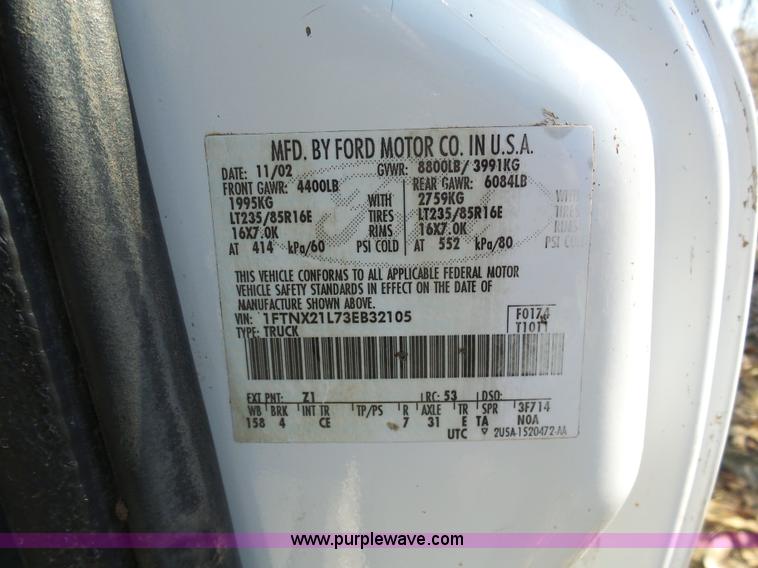 MFD. BY FORD MOTOR CO. IN U.S.A.
DATE: 11/02 GVWR: 8800LB/ 3991KG
FRONT GAWR: 4400LB REAR GAWR: 6084LB
1995KG WITH 2759KG WITH
LT235/85R16E TIRES LT235/85R16E TIRES
16X7.0K RIMS 16X7.0K RIMS
AT 414 kPa/60 PSI COLD AT 552 kPa/80 PSI COLD
THIS VEHICLE CONFORMS TO ALL APPLICABLE FEDERAL MOTOR
VEHICLE SAFETY STANDARDS IN EFFECT ON THE DATE OF
MANUFACTURE SHOWN ABOVE.
VIN: 1FTNX21L73EB32105 F0174
TYPE: TRUCK T1011
EXT PNT: Z1 RC: 53 DSO:
WB BRK INT TR TP/PS R AXLE TR SPR 3F714
158 4 CE 7 31 E TA N0A
UTC 2U5A-1520472-AA
www.purplewave.com